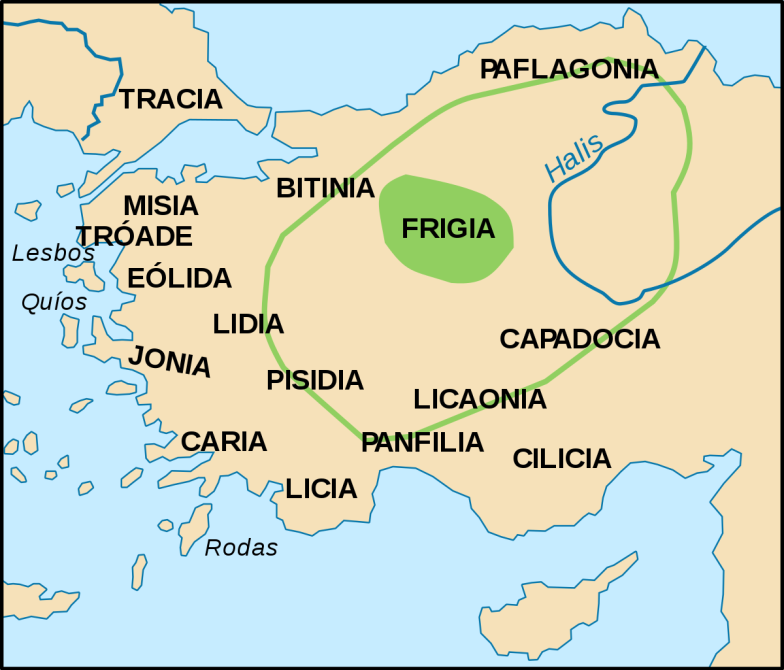 PAFLAGONIA
TRACIA
Halis
BITINIA
MISIA
FRIGIA
TRÓADE
Lesbos
EÓLIDA
Quíos
LIDIA
CAPADOCIA
JONIA
PISIDIA
LICAONIA
CARIA
PANFILIA
CILICIA
LICIA
Rodas